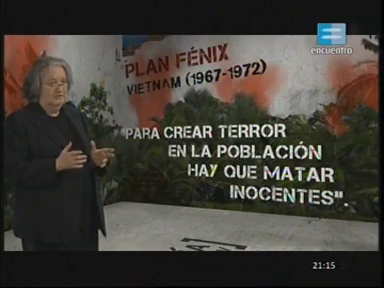 encuentro
PLAN FÉNIX
VIETNAM (1967-1972)
"PARA CREAR TERROR
EN LA POBLACIÓN
HAY QUE MATAR
INOCENTES".
21:15